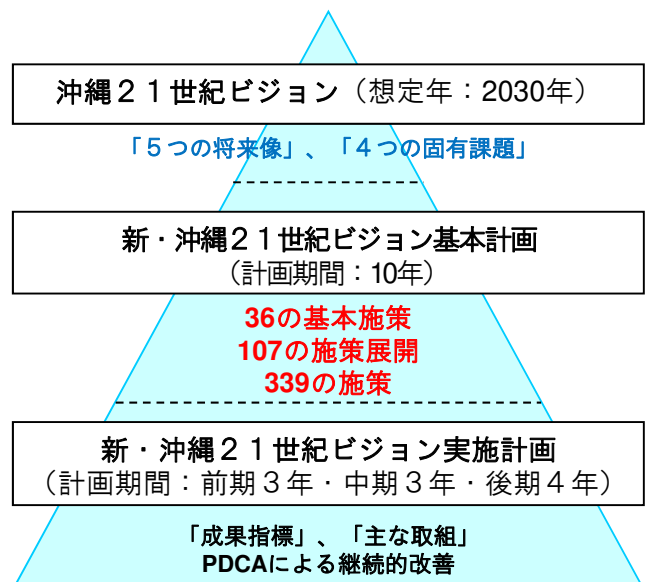 沖縄２１世紀ビジョン（想定年：2030年）
「５つの将来像」、「４つの固有課題」
新・沖縄２１世紀ビジョン基本計画
（計画期間：10年）
36の基本施策
107の施策展開
339の施策
新・沖縄２１世紀ビジョン実施計画
（計画期間：前期３年・中期３年・後期４年）
「成果指標」、「主な取組」
PDCAによる継続的改善